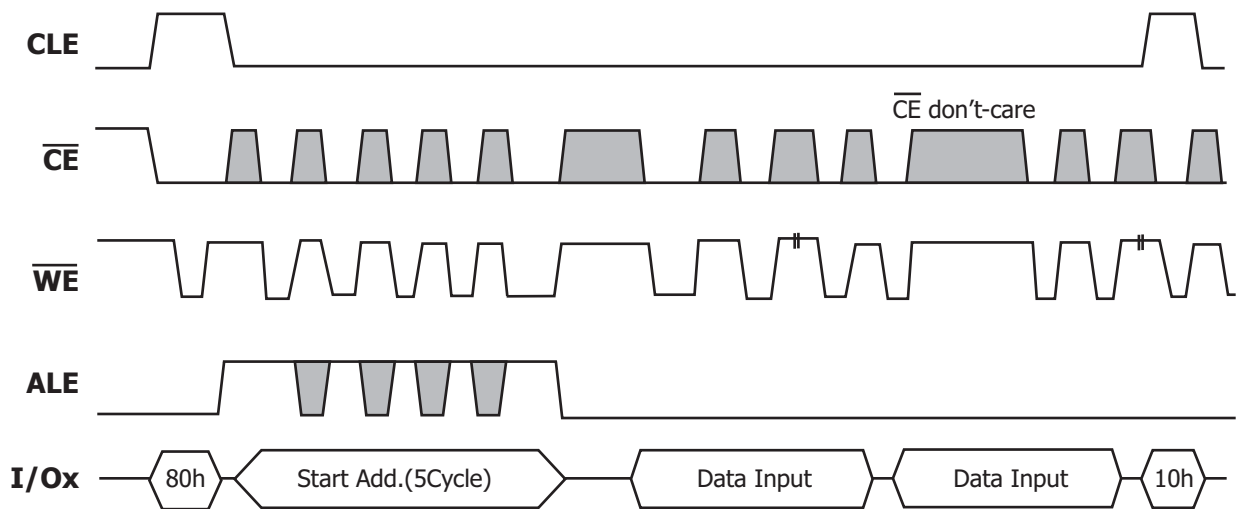 CLE
CE don't-care
CE
WE
ALE
I/Ox 80h Start Add.(5Cycle) Data Input Data Input 10h